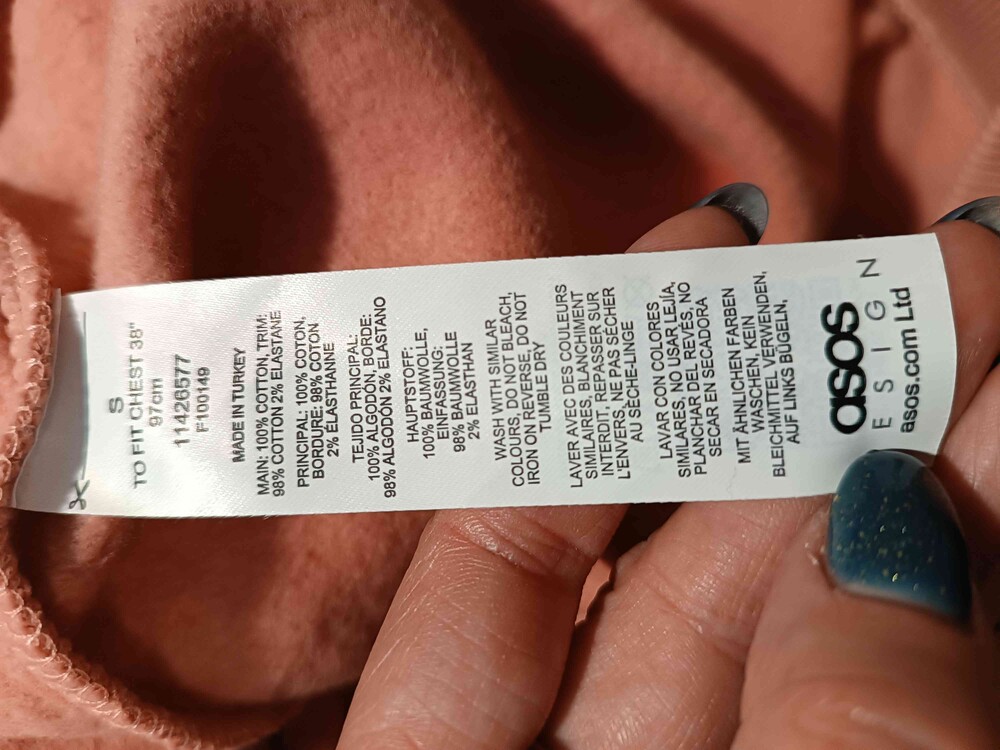 S
TO FIT CHEST 38"
97cm
11426577
F100149
MADE IN TURKEY
MAIN: 100% COTTON, TRIM:
98% COTTON 2% ELASTANE
PRINCIPAL: 100% COTON,
BORDURE: 98% COTON
2% ÉLASTHANNE
TEJIDO PRINCIPAL:
100% ALGODÓN, BORDE:
98% ALGODÓN 2% ELASTANO
HAUPTSTOFF:
100% BAUMWOLLE,
EINFASSUNG:
98% BAUMWOLLE
2% ELASTHAN
WASH WITH SIMILAR
COLOURS, DO NOT BLEACH,
IRON ON REVERSE, DO NOT
TUMBLE DRY
LAVER AVEC DES COULEURS
SIMILAIRES, BLANCHIMENT
INTERDIT, REPASSER SUR
L'ENVERS, NE PAS SÉCHER
AU SÈCHE-LINGE
LAVAR CON COLORES
SIMILARES, NO USAR LEJÍA,
PLANCHAR DEL REVÉS, NO
SECAR EN SECADORA
MIT ÄHNLICHEN FARBEN
WASCHEN, KEIN
BLEICHMITTEL VERWENDEN,
AUF LINKS BÜGELN,
asos
ESIGN
asos.com Ltd